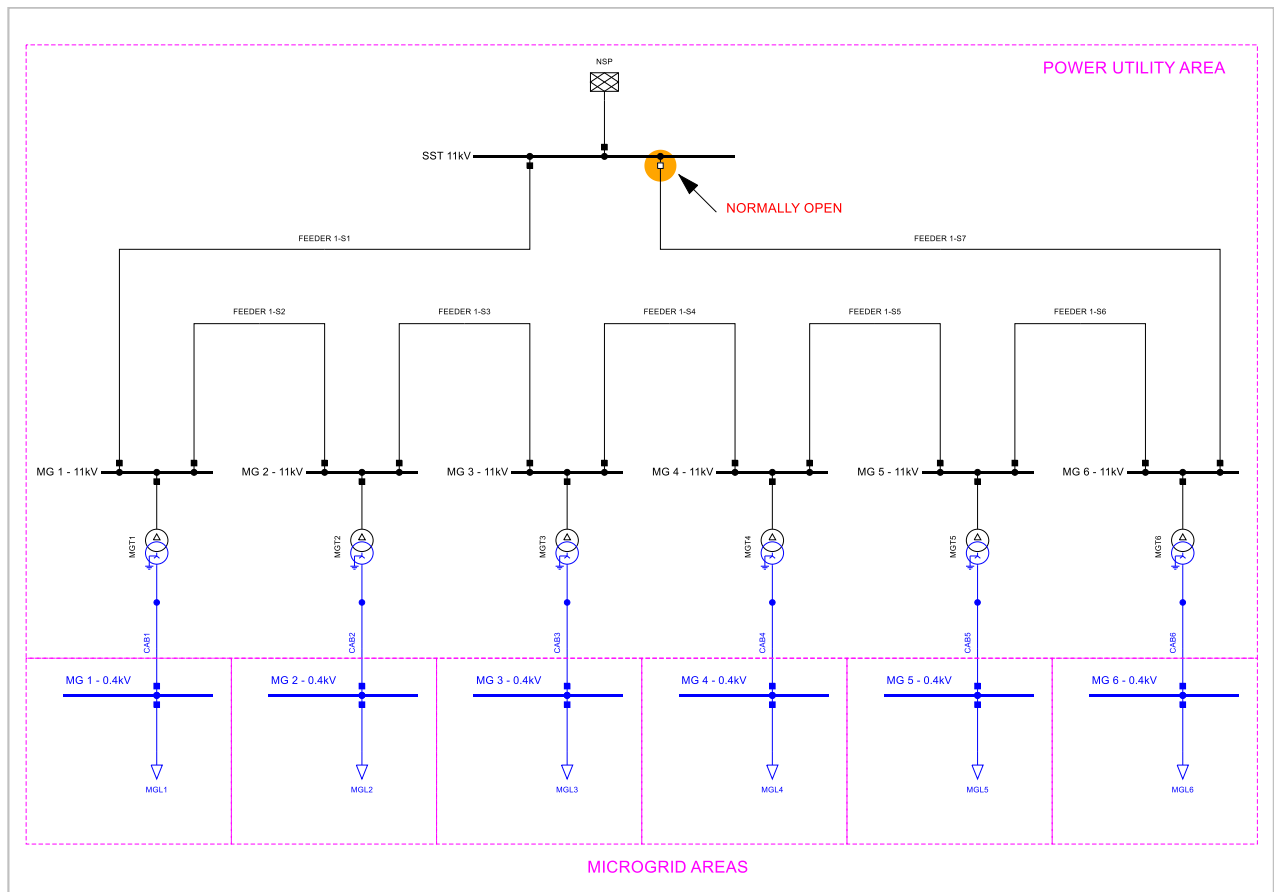 NSP
POWER UTILITY AREA
SST 11kV
NORMALLY OPEN
FEEDER 1-S1
FEEDER 1-S7
FEEDER 1-S2
FEEDER 1-S3
FEEDER 1-S4
FEEDER 1-S5
FEEDER 1-S6
MG 1 - 11kV
MG 2 - 11kV
MG 3 - 11kV
MG 4 - 11kV
MG 5 - 11kV
MG 6 - 11kV
MGT1
MGT2
MGT3
MGT4
MGT5
MGT6
CAB1
CAB2
CAB3
CAB4
CAB5
CAB6
MG 1 - 0.4kV
MG 2 - 0.4kV
MG 3 - 0.4kV
MG 4 - 0.4kV
MG 5 - 0.4kV
MG 6 - 0.4kV
MGL1
MGL2
MGL3
MGL4
MGL5
MGL6
MICROGRID AREAS